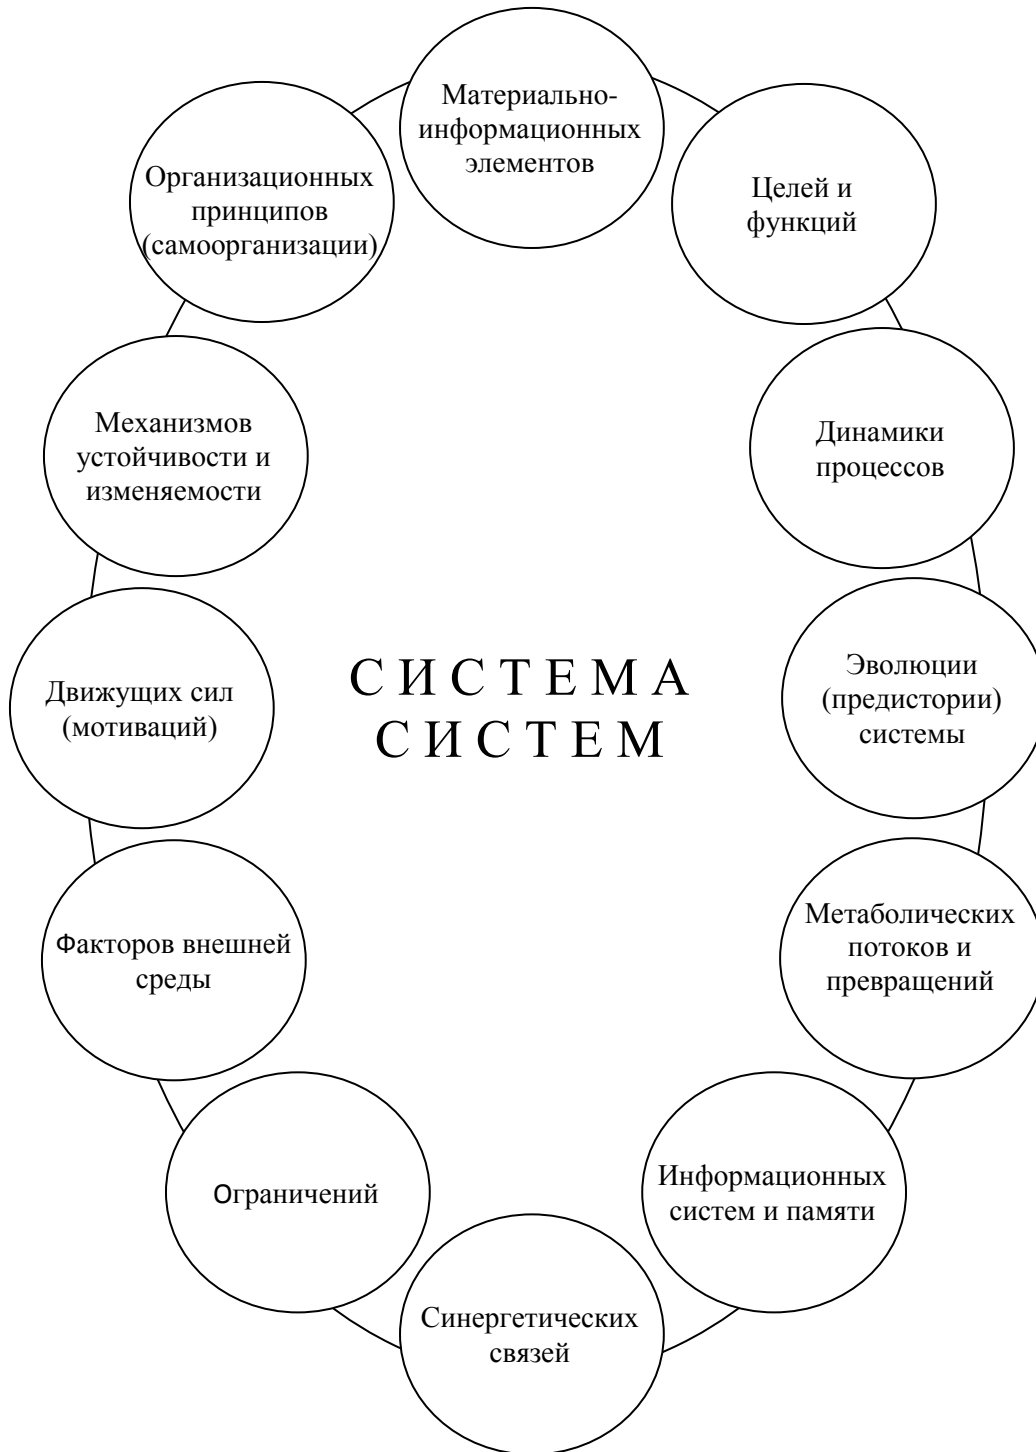 Материально-
информационных
элементов
Целей и
функций
Динамики
процессов
Эволюции
(предистории)
системы
Метаболических
потоков и
превращений
Информационных
систем и памяти
Синергетических
связей
Ограничений
Факторов внешней
среды
Движущих сил
(мотиваций)
Механизмов
устойчивости и
изменяемости
Организационных
принципов
(самоорганизации)
С И С Т Е М А
С И С Т Е М